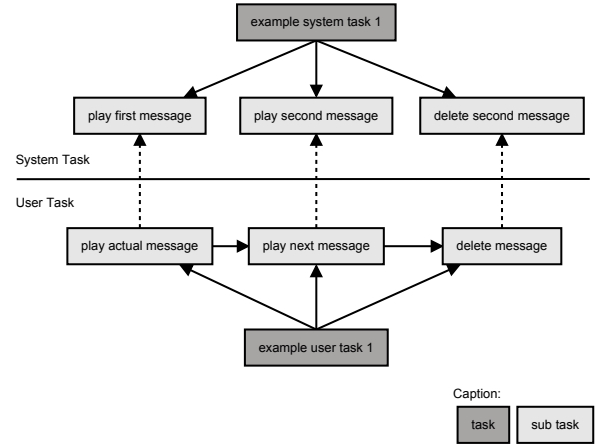 example system task 1
play first message
play second message
delete second message
System Task
User Task
play actual message
play next message
delete message
example user task 1
Caption:
task
sub task